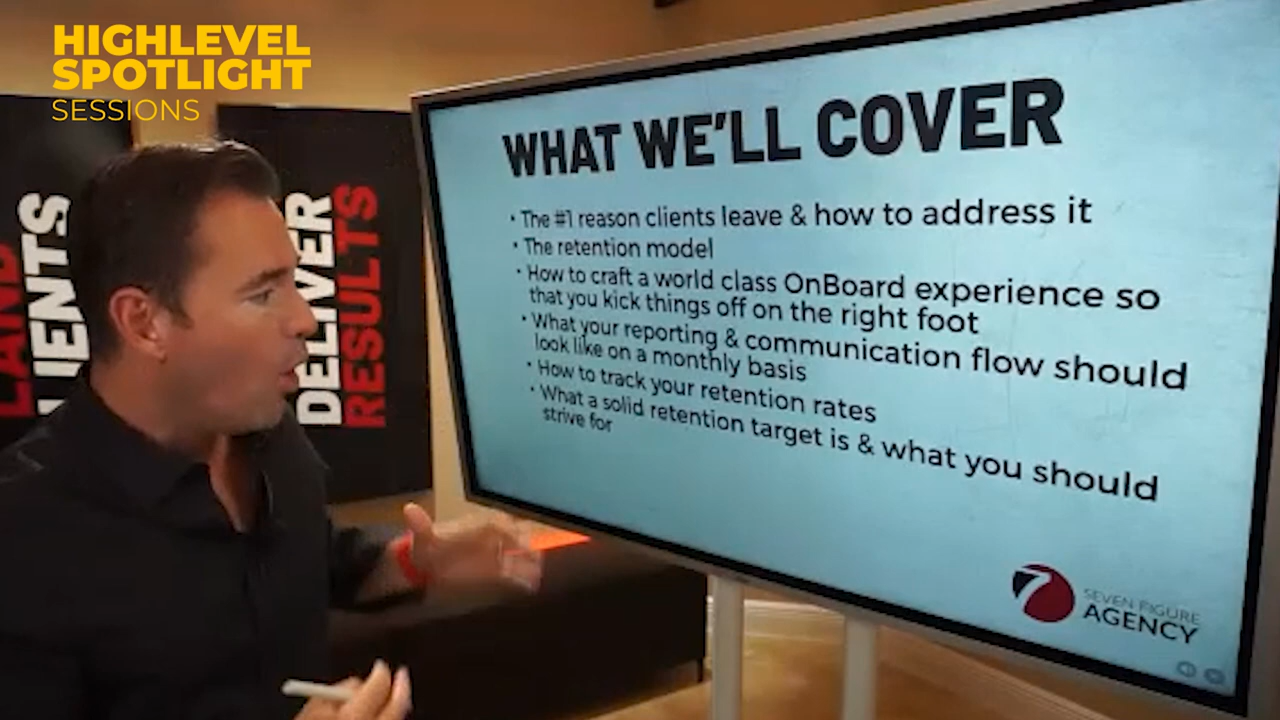 HIGHLEVEL
SPOTLIGHT
SESSIONS
LAND
CLIENTS
DELIVER
RESULTS
WHAT WE'LL COVER
• The #1 reason clients leave & how to address it
• The retention model
• How to craft a world class OnBoard experience so
that you kick things off on the right foot
• What your reporting & communication flow should
look like on a monthly basis
• How to track your retention rates
• What a solid retention target is & what you should
strive for
7
SEVEN FIGURE
AGENCY